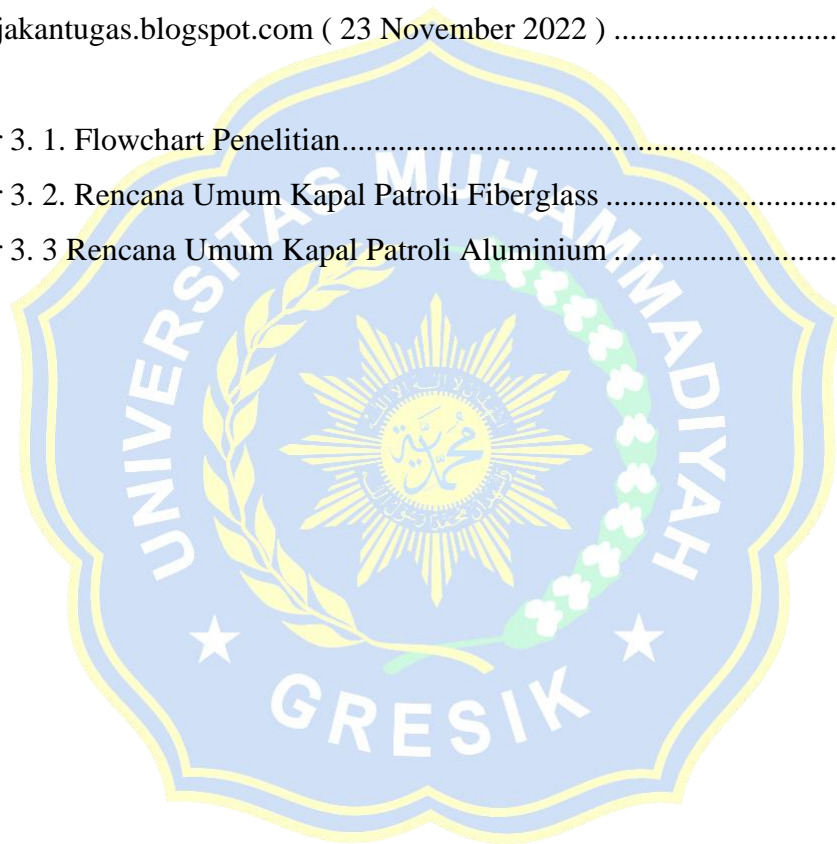 jakantugas.blogspot.com ( 23 November 2022 ) ............................
r 3. 1. Flowchart Penelitian..............................................................
r 3. 2. Rencana Umum Kapal Patroli Fiberglass .............................
r 3. 3 Rencana Umum Kapal Patroli Aluminium ............................
UNIVERSITAS MUHAMMADIYAH
محمدية
GRESIK